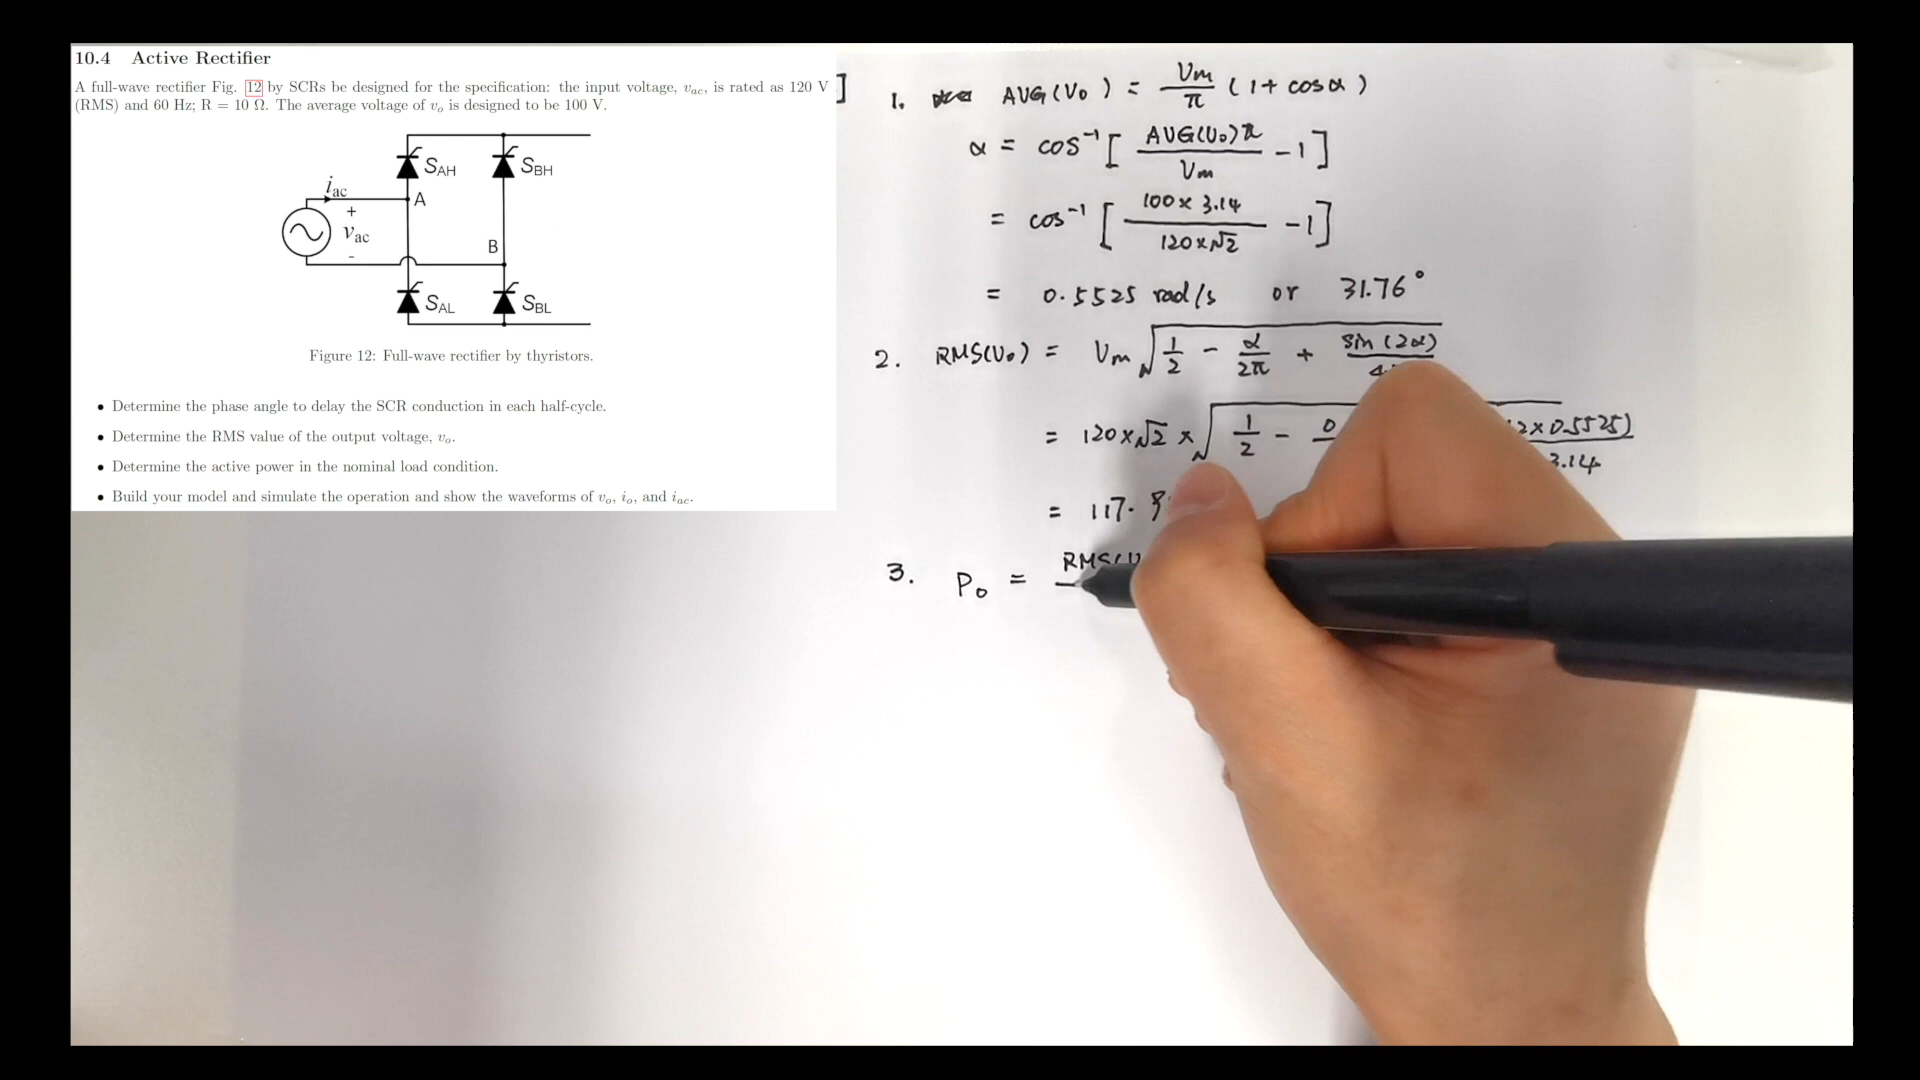 10.4 Active Rectifier
A full-wave rectifier Fig. 12 by SCRs be designed for the specification: the input voltage, vac, is rated as 120 V
(RMS) and 60 Hz; R = 10 Ω. The average voltage of vo is designed to be 100 V.
SAH
SBH
iac
A
+
vac
-
B
SAL
SBL
Figure 12: Full-wave rectifier by thyristors.
• Determine the phase angle to delay the SCR conduction in each half-cycle.
• Determine the RMS value of the output voltage, vo.
• Determine the active power in the nominal load condition.
• Build your model and simulate the operation and show the waveforms of vo, io, and iac.
]
1. AVG(Vo) = Vm/π (1 + cosα)
α = cos⁻¹ [ AVG(Vo)π / Vm - 1 ]
= cos⁻¹ [ 100 x 3.14 / 120 x √2 - 1 ]
= 0.5525 rad/s or 31.76°
2. RMS(Vo) = Vm √ 1/2 - α/2π + sin(2α) / 4
= 120 x √2 x √ 1/2 - 0 2 x 0.5525) 3.14
= 117.
3. Po = RMS(V